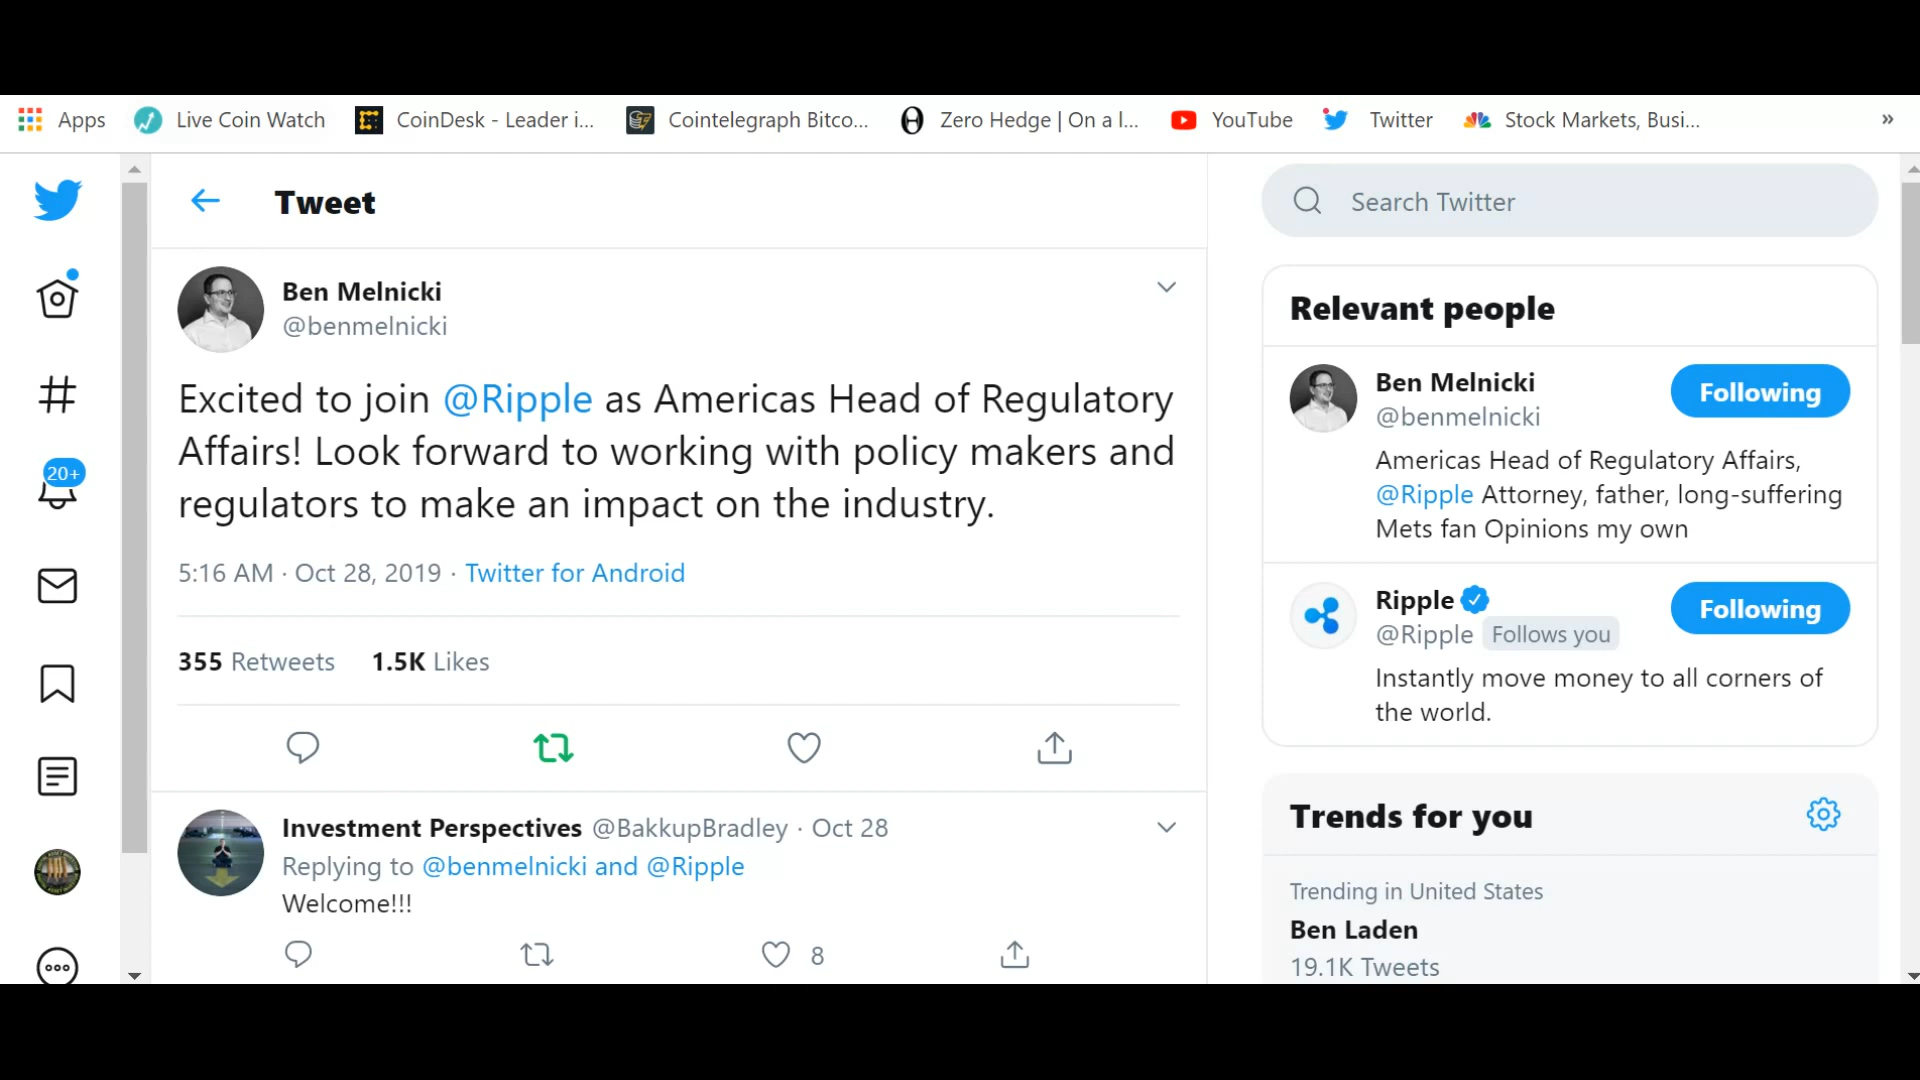 Apps
Live Coin Watch
CoinDesk - Leader i...
Cointelegraph Bitco...
Zero Hedge | On a l...
YouTube
Twitter
Stock Markets, Busi...
»
20+
Tweet
Ben Melnicki
@benmelnicki
Excited to join @Ripple as Americas Head of Regulatory
Affairs! Look forward to working with policy makers and
regulators to make an impact on the industry.
5:16 AM · Oct 28, 2019 · Twitter for Android
355 Retweets 1.5K Likes
Investment Perspectives @BakkupBradley · Oct 28
Replying to @benmelnicki and @Ripple
Welcome!!!
8
Search Twitter
Relevant people
Ben Melnicki
@benmelnicki
Following
Americas Head of Regulatory Affairs,
@Ripple Attorney, father, long-suffering
Mets fan Opinions my own
Ripple
@Ripple Follows you
Following
Instantly move money to all corners of
the world.
Trends for you
Trending in United States
Ben Laden
19.1K Tweets